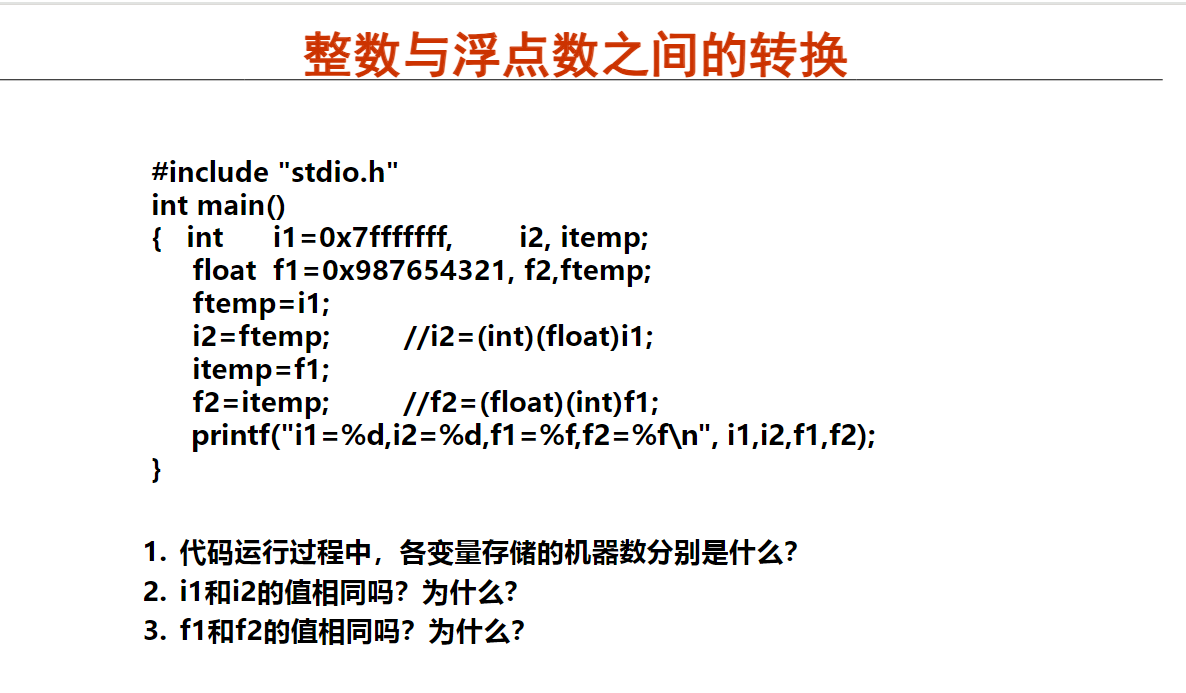 整数与浮点数之间的转换
#include "stdio.h"
int main()
{ int i1=0x7fffffff, i2, itemp;
float f1=0x987654321, f2,ftemp;
ftemp=i1;
i2=ftemp; //i2=(int)(float)i1;
itemp=f1;
f2=itemp; //f2=(float)(int)f1;
printf("i1=%d,i2=%d,f1=%f,f2=%f\n", i1,i2,f1,f2);
}
1. 代码运行过程中，各变量存储的机器数分别是什么？
2. i1和i2的值相同吗？为什么？
3. f1和f2的值相同吗？为什么？